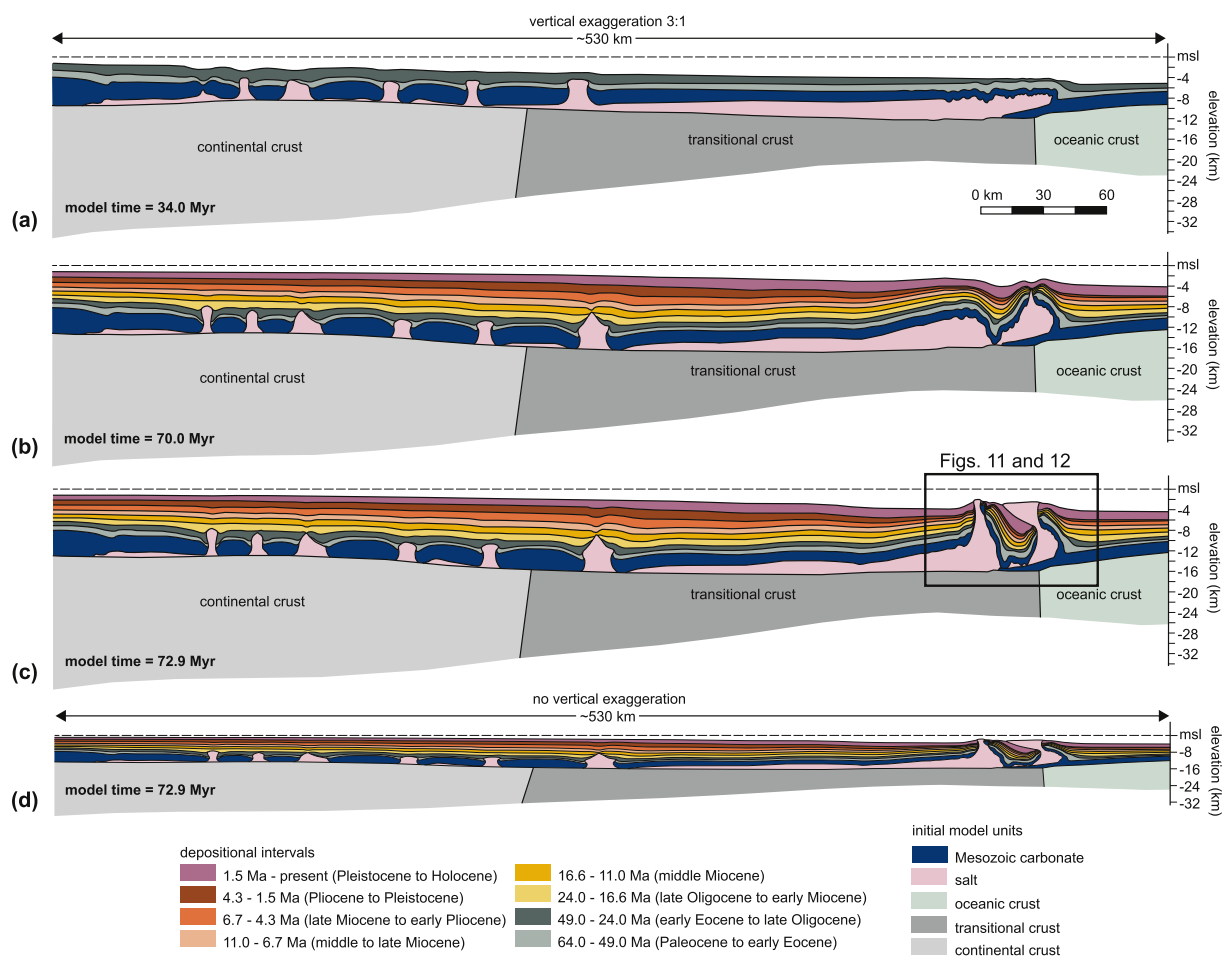 vertical exaggeration 3:1
~530 km
msl
-4
-8
-12
-16
-20
-24
-28
-32
elevation (km)
continental crust
transitional crust
oceanic crust
0 km 30 60
model time = 34.0 Myr
(a)
msl
-4
-8
-12
-16
-20
-24
-28
-32
elevation (km)
continental crust
transitional crust
oceanic crust
model time = 70.0 Myr
(b)
Figs. 11 and 12
msl
-4
-8
-12
-16
-20
-24
-28
-32
elevation (km)
continental crust
transitional crust
oceanic crust
model time = 72.9 Myr
(c)
no vertical exaggeration
~530 km
msl
-8
-16
-24
-32
elevation (km)
model time = 72.9 Myr
(d)
depositional intervals
1.5 Ma - present (Pleistocene to Holocene)
4.3 - 1.5 Ma (Pliocene to Pleistocene)
6.7 - 4.3 Ma (late Miocene to early Pliocene)
11.0 - 6.7 Ma (middle to late Miocene)
16.6 - 11.0 Ma (middle Miocene)
24.0 - 16.6 Ma (late Oligocene to early Miocene)
49.0 - 24.0 Ma (early Eocene to late Oligocene)
64.0 - 49.0 Ma (Paleocene to early Eocene)
initial model units
Mesozoic carbonate
salt
oceanic crust
transitional crust
continental crust